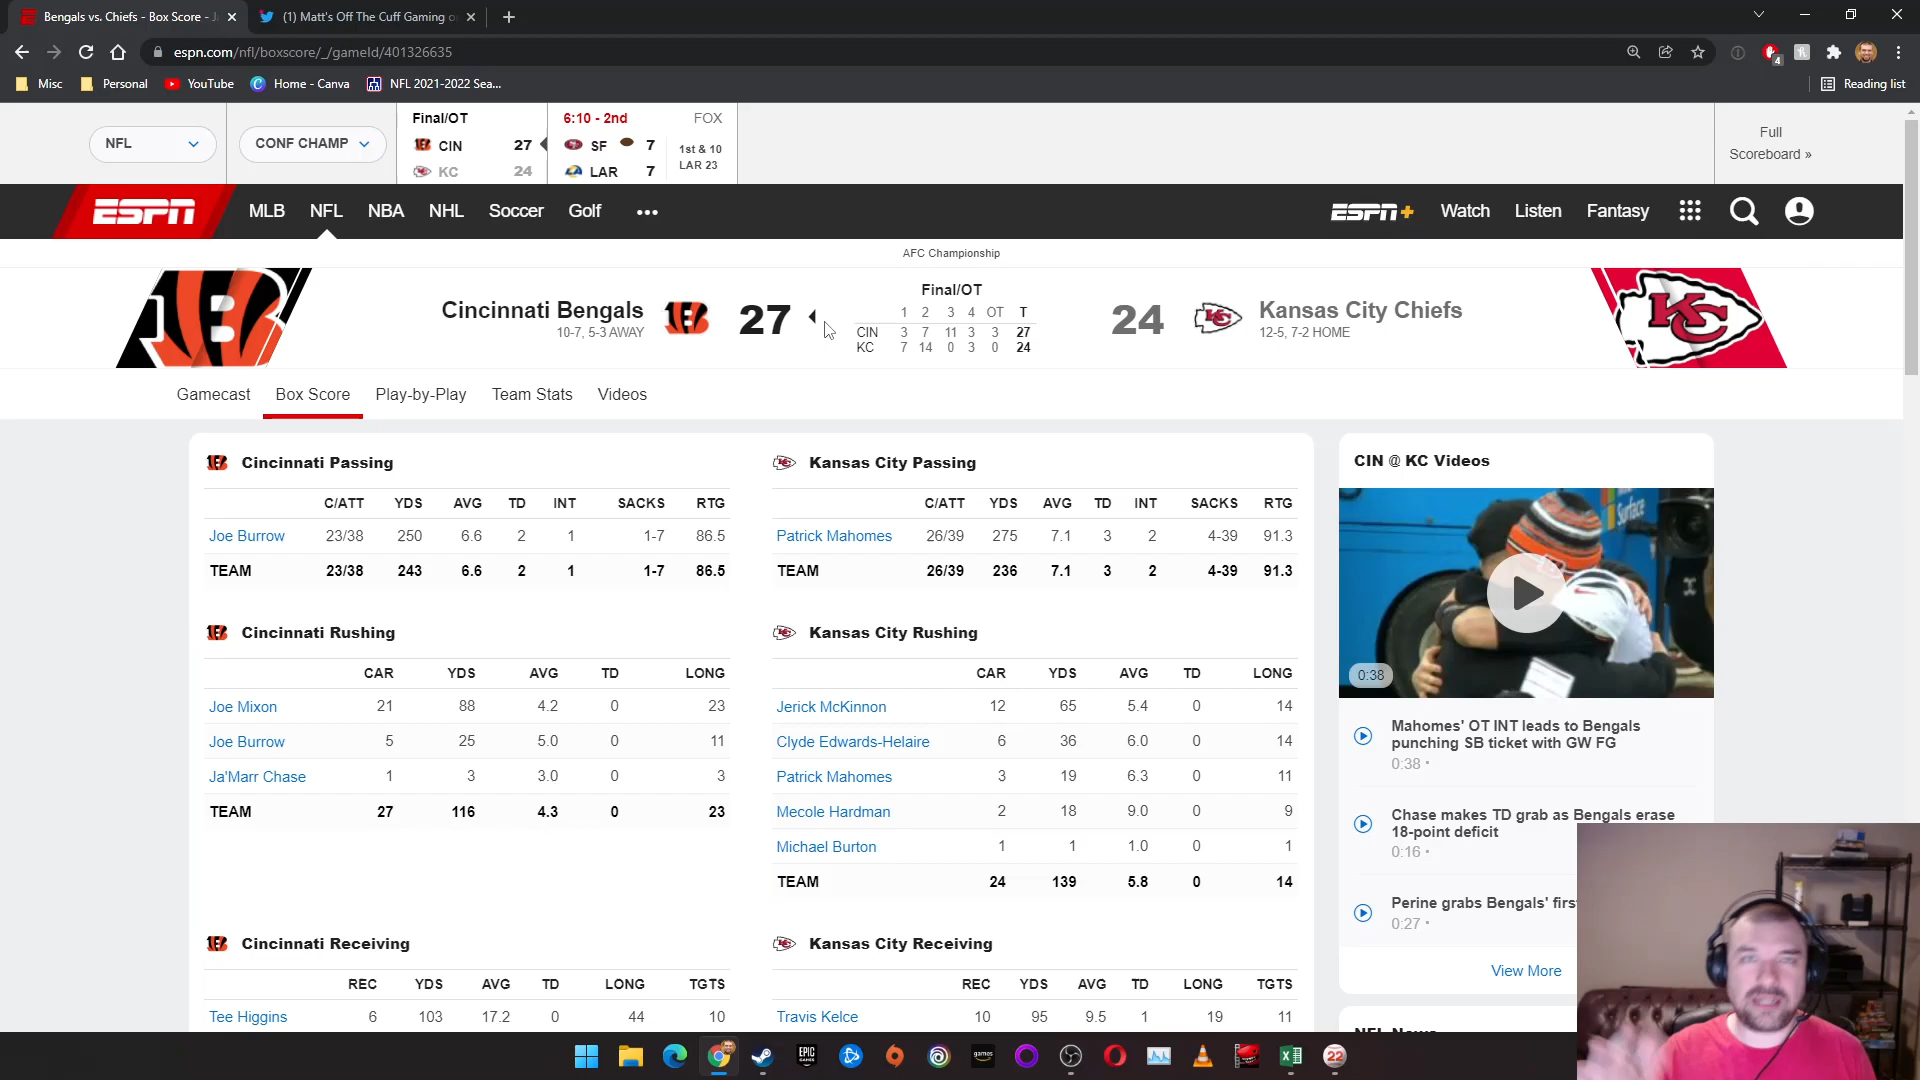 Bengals vs. Chiefs - Box Score -
(1) Matt's Off The Cuff Gaming o
espn.com/nfl/boxscore/_/gameId/401326635
4
Misc
Personal
YouTube
Home - Canva
NFL 2021-2022 Sea...
Reading list
NFL
CONF CHAMP
Final/OT
CIN 27
KC 24
6:10 - 2nd FOX
SF 7
LAR 7
1st & 10
LAR 23
Full
Scoreboard »
ESPN
MLB
NFL
NBA
NHL
Soccer
Golf
•••
ESPN+
Watch
Listen
Fantasy
AFC Championship
Cincinnati Bengals
10-7, 5-3 AWAY
27
Final/OT
1 2 3 4 OT T
CIN 3 7 11 3 3 27
KC 7 14 0 3 0 24
24
Kansas City Chiefs
12-5, 7-2 HOME
KC
Gamecast
Box Score
Play-by-Play
Team Stats
Videos
Cincinnati Passing
C/ATT YDS AVG TD INT SACKS RTG
Joe Burrow 23/38 250 6.6 2 1 1-7 86.5
TEAM 23/38 243 6.6 2 1 1-7 86.5
Kansas City Passing
C/ATT YDS AVG TD INT SACKS RTG
Patrick Mahomes 26/39 275 7.1 3 2 4-39 91.3
TEAM 26/39 236 7.1 3 2 4-39 91.3
Cincinnati Rushing
CAR YDS AVG TD LONG
Joe Mixon 21 88 4.2 0 23
Joe Burrow 5 25 5.0 0 11
Ja'Marr Chase 1 3 3.0 0 3
TEAM 27 116 4.3 0 23
Kansas City Rushing
CAR YDS AVG TD LONG
Jerick McKinnon 12 65 5.4 0 14
Clyde Edwards-Helaire 6 36 6.0 0 14
Patrick Mahomes 3 19 6.3 0 11
Mecole Hardman 2 18 9.0 0 9
Michael Burton 1 1 1.0 0 1
TEAM 24 139 5.8 0 14
Cincinnati Receiving
REC YDS AVG TD LONG TGTS
Tee Higgins 6 103 17.2 0 44 10
Kansas City Receiving
REC YDS AVG TD LONG TGTS
Travis Kelce 10 95 9.5 1 19 11
CIN @ KC Videos
Surface
0:38
Mahomes' OT INT leads to Bengals
punching SB ticket with GW FG
0:38 •
Chase makes TD grab as Bengals erase
18-point deficit
0:16 •
Perine grabs Bengals' firs
0:27 •
View More
EPIC
GAMES
games
22